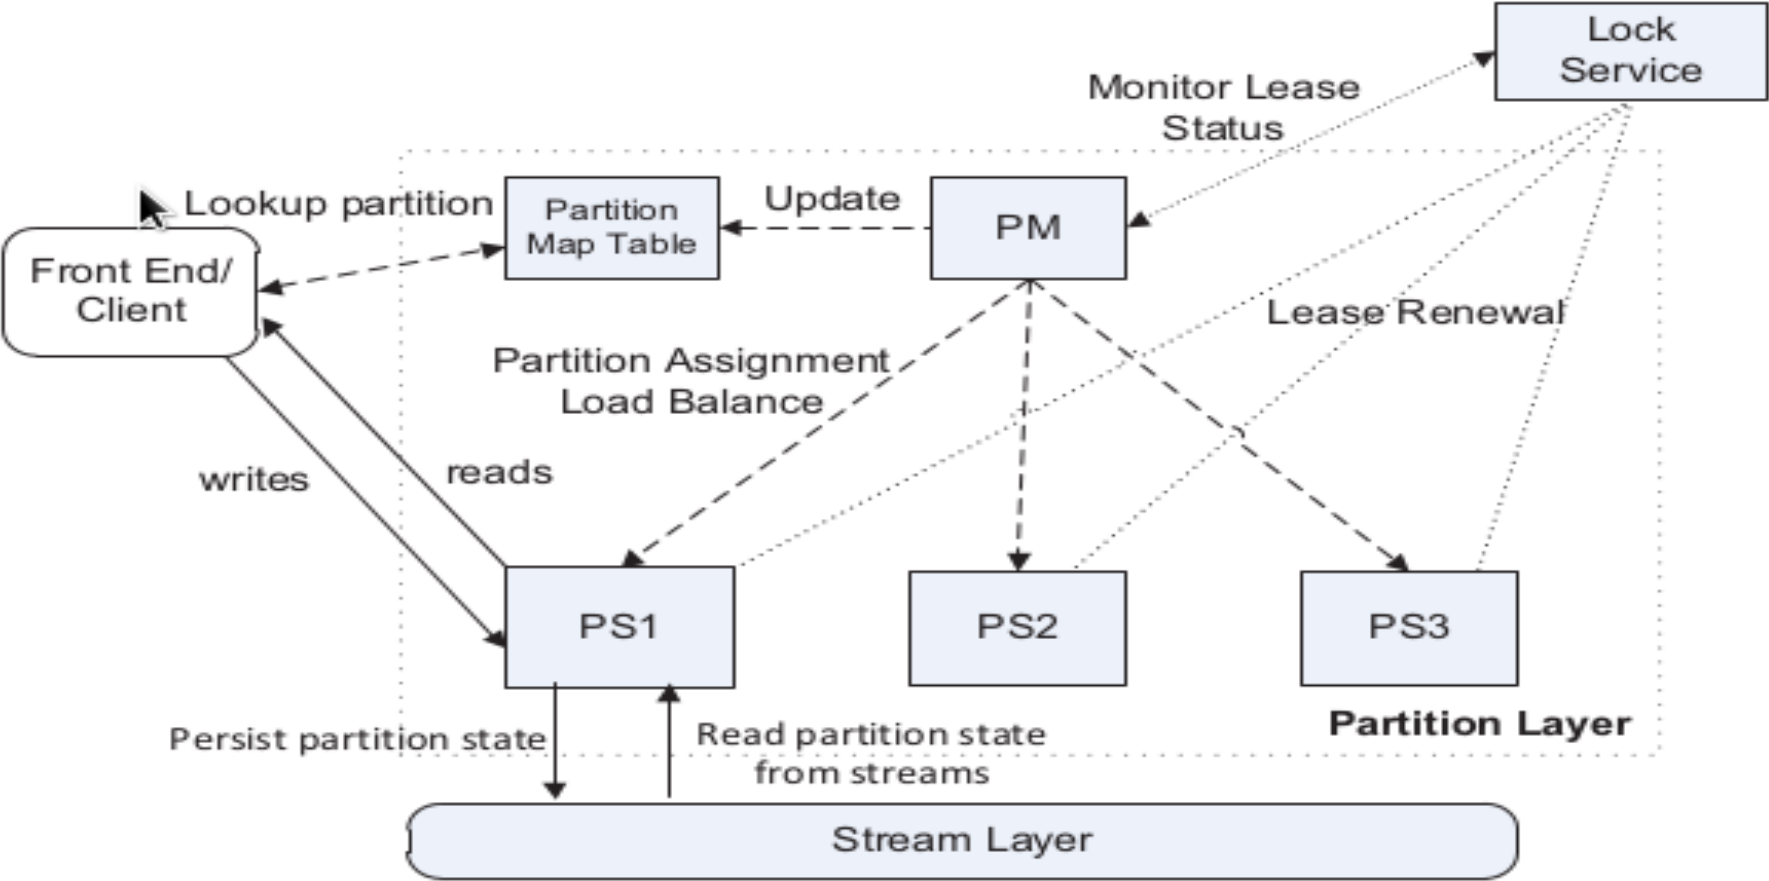 Lock
Service
Monitor Lease
Status
Lookup partition
Partition
Map Table
Update
PM
Front End/
Client
Lease Renewal
Partition Assignment
Load Balance
writes
reads
PS1
PS2
PS3
Partition Layer
Persist partition state
Read partition state
from streams
Stream Layer